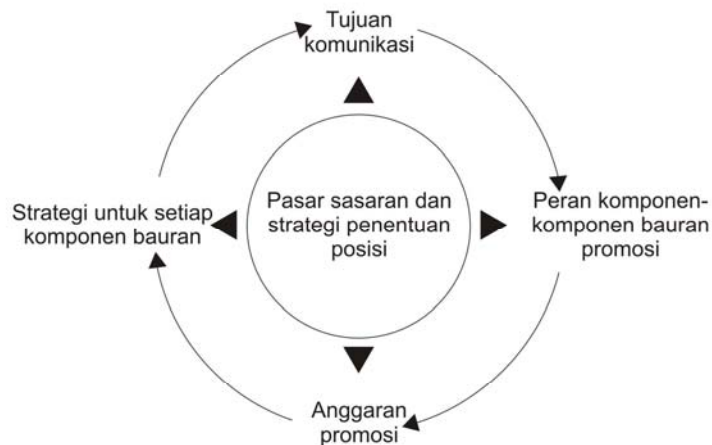 Tujuan
komunikasi
Strategi untuk setiap
komponen bauran
Pasar sasaran dan
strategi penentuan
posisi
Peran komponen-
komponen bauran
promosi
Anggaran
promosi